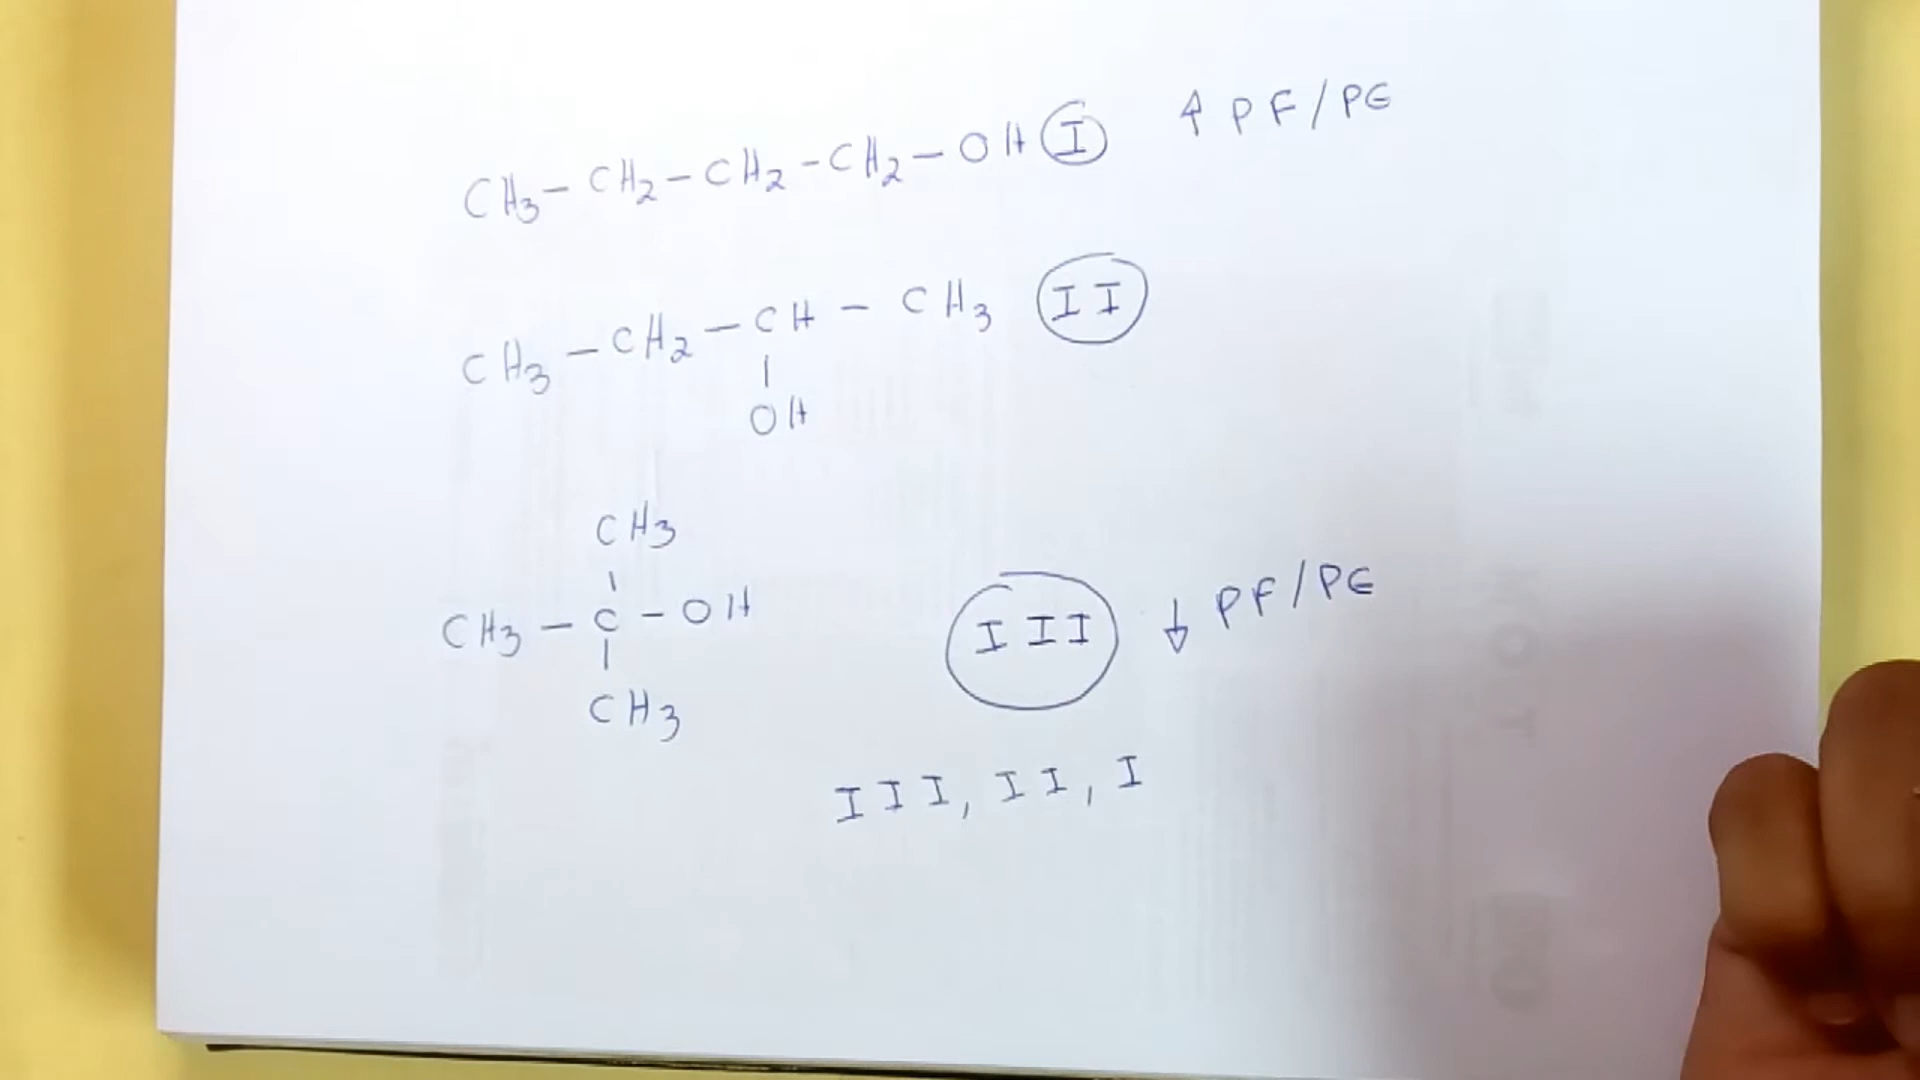 CH3 - CH2 - CH2 - CH2 - OH I ↑ PF/PE
CH3 - CH2 - CH - CH3 II
|
OH
CH3
|
CH3 - C - OH III ↓ PF/PE
|
CH3
III, II, I